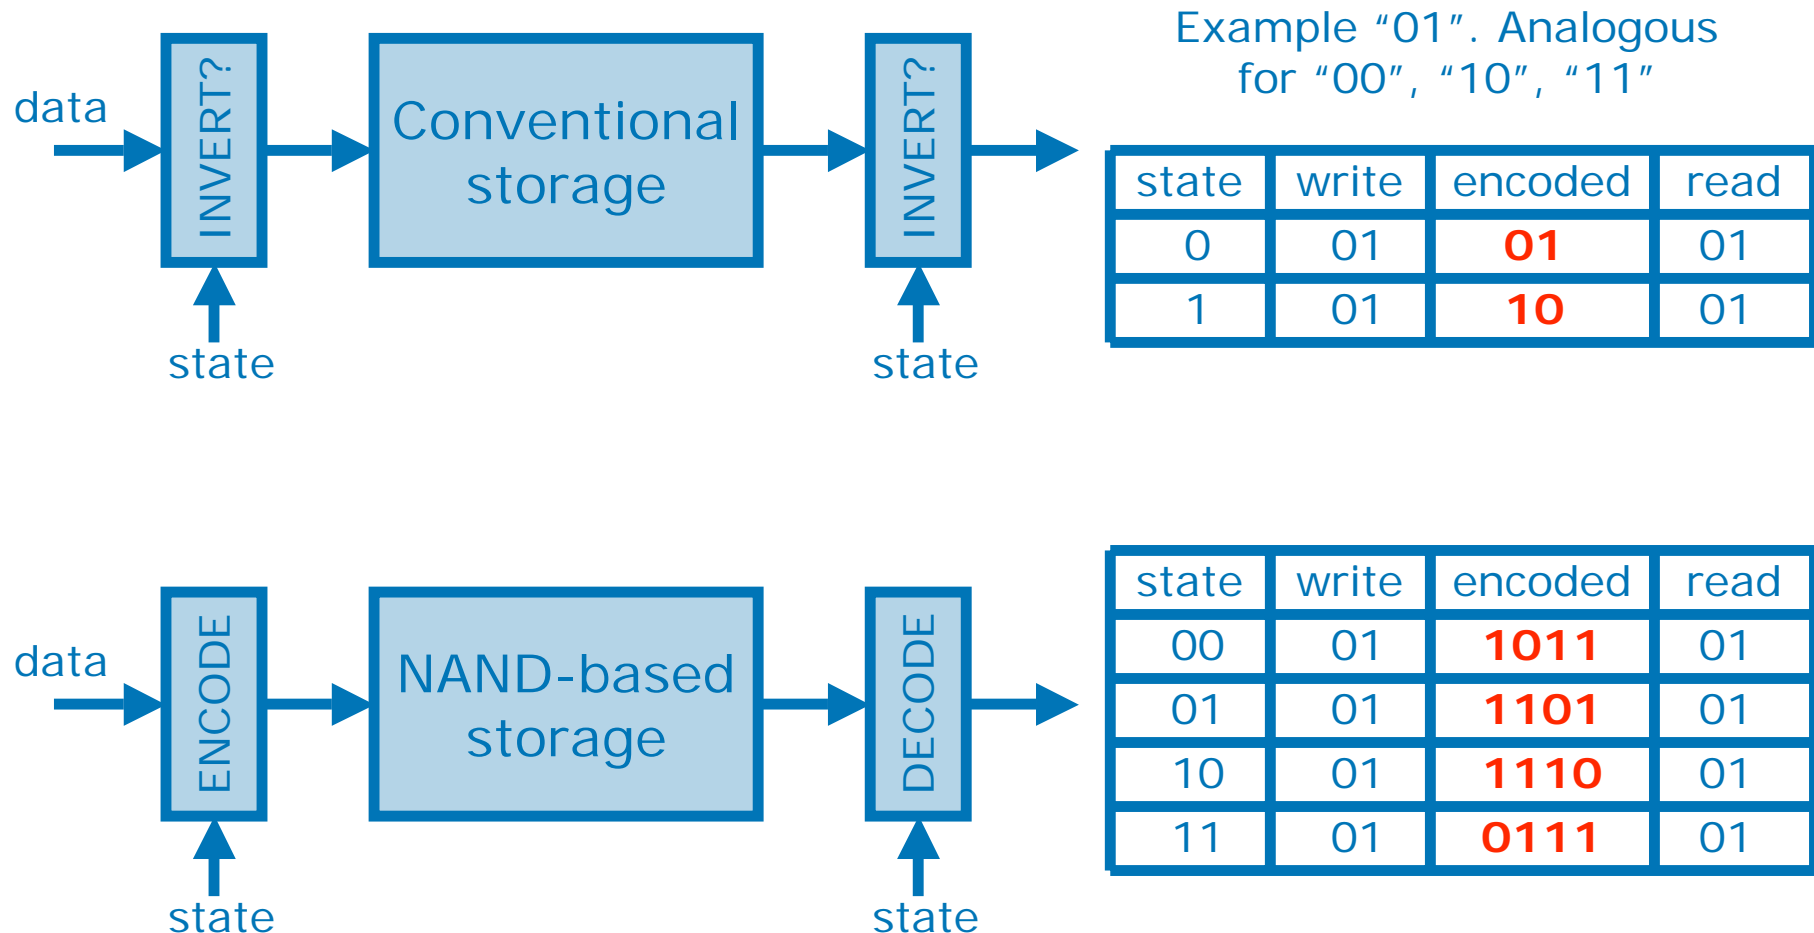 Example “01”. Analogous
for “00”, “10”, “11”
data
INVERT?
Conventional
storage
INVERT?
state
state
state write encoded read
0 01 01 01
1 01 10 01
data
ENCODE
NAND-based
storage
DECODE
state
state
state write encoded read
00 01 1011 01
01 01 1101 01
10 01 1110 01
11 01 0111 01